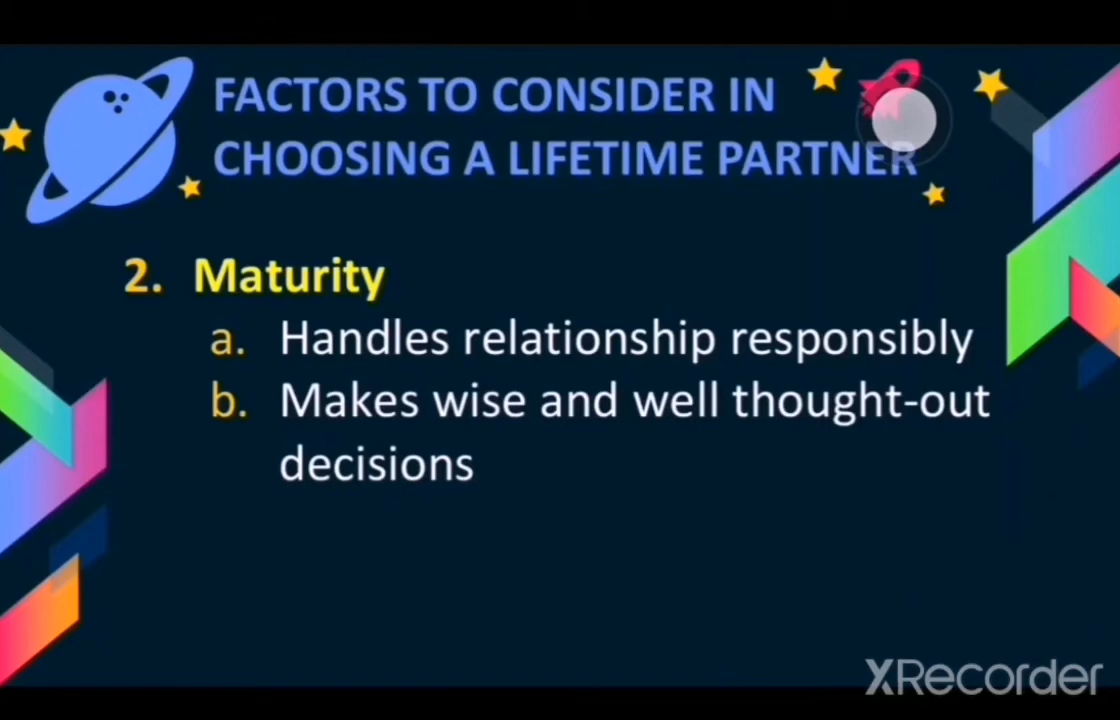 FACTORS TO CONSIDER IN
CHOOSING A LIFETIME PARTNER
2. Maturity
a. Handles relationship responsibly
b. Makes wise and well thought-out
decisions
XRecorder